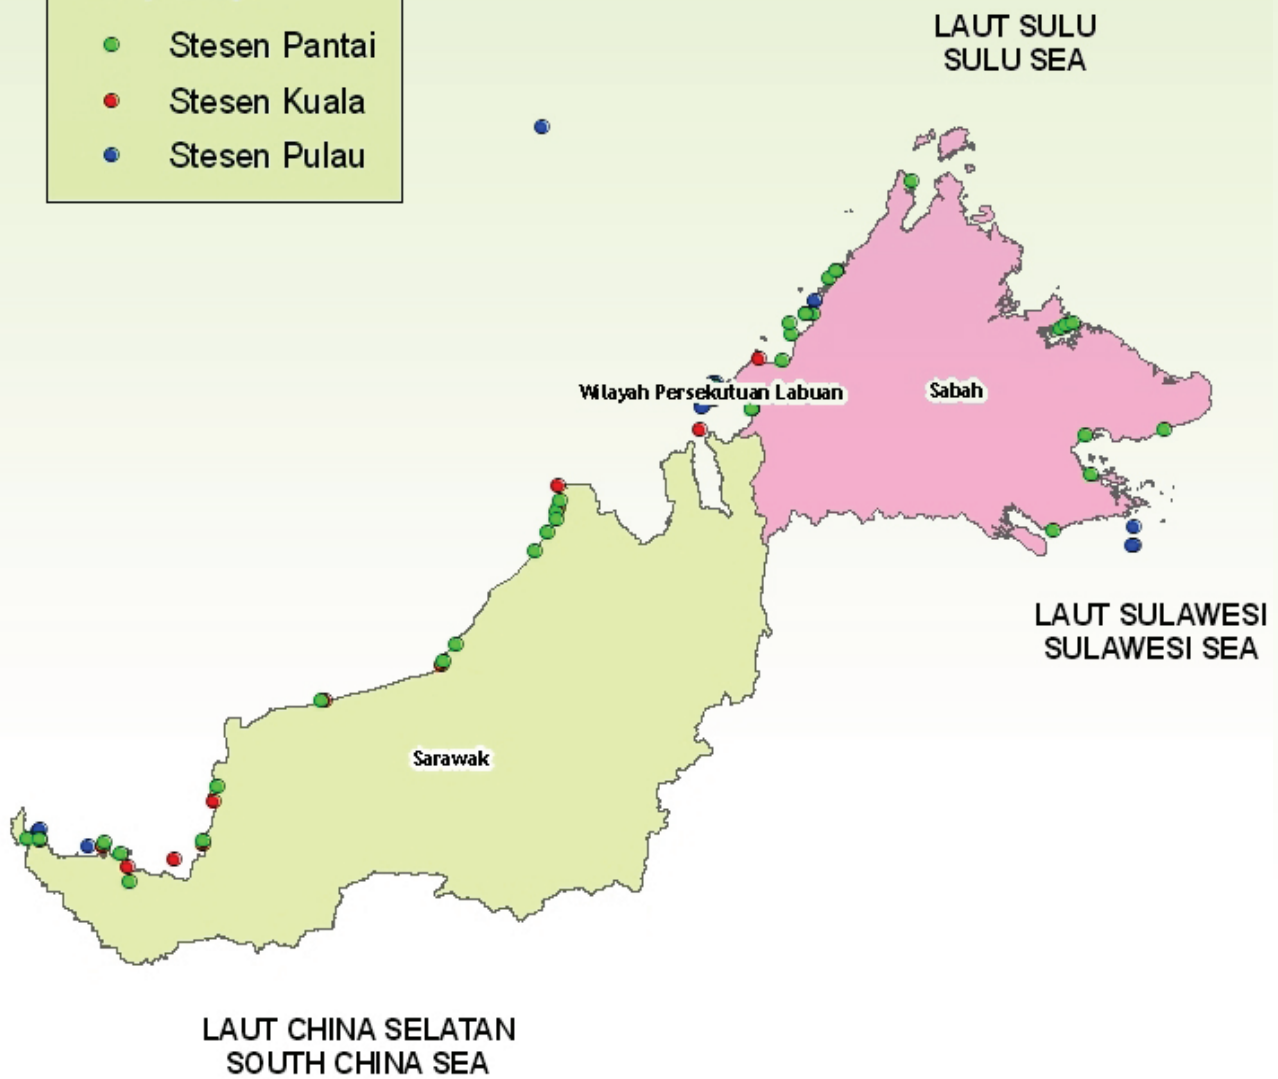 Stesen Pantai
Stesen Kuala
Stesen Pulau
LAUT SULU
SULU SEA
Wilayah Persekutuan Labuan
Sabah
LAUT SULAWESI
SULAWESI SEA
Sarawak
LAUT CHINA SELATAN
SOUTH CHINA SEA